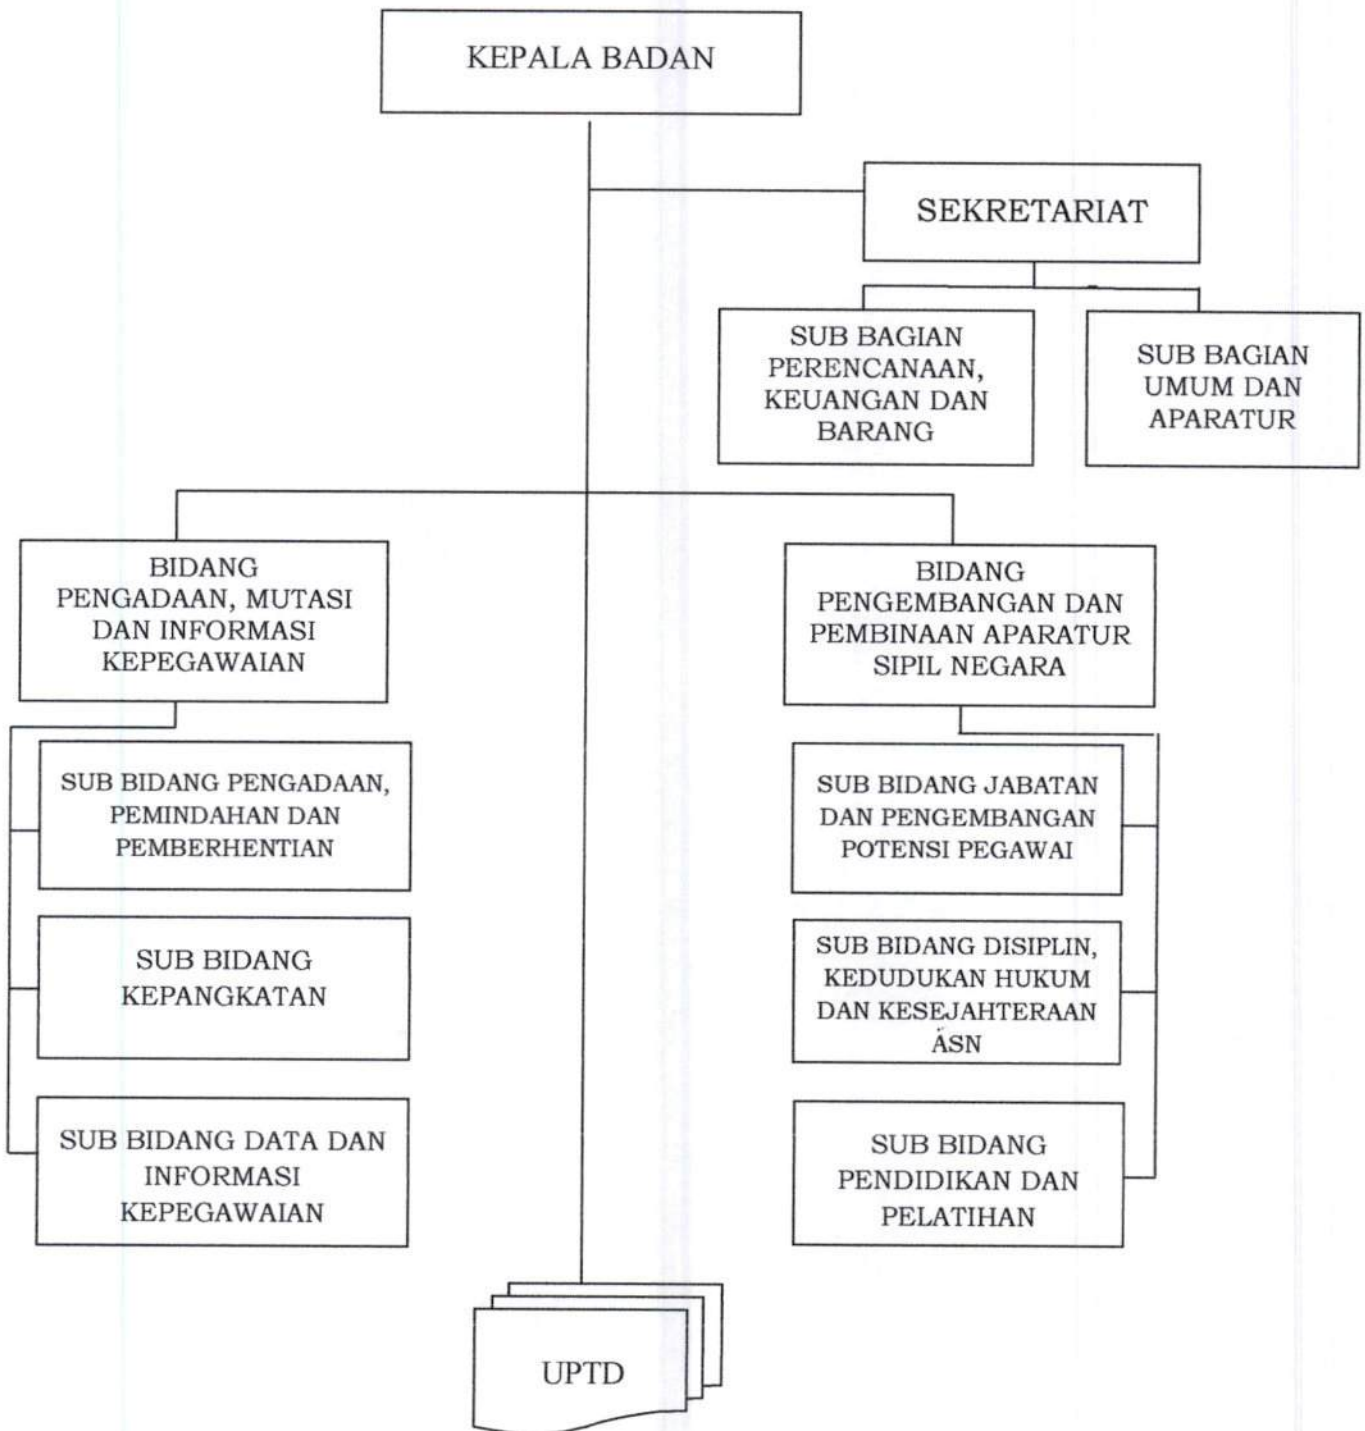 KEPALA BADAN
SEKRETARIAT
SUB BAGIAN
PERENCANAAN,
KEUANGAN DAN
BARANG
SUB BAGIAN
UMUM DAN
APARATUR
BIDANG
PENGADAAN, MUTASI
DAN INFORMASI
KEPEGAWAIAN
BIDANG
PENGEMBANGAN DAN
PEMBINAAN APARATUR
SIPIL NEGARA
SUB BIDANG PENGADAAN,
PEMINDAHAN DAN
PEMBERHENTIAN
SUB BIDANG
KEPANGKATAN
SUB BIDANG DATA DAN
INFORMASI
KEPEGAWAIAN
SUB BIDANG JABATAN
DAN PENGEMBANGAN
POTENSI PEGAWAI
SUB BIDANG DISIPLIN,
KEDUDUKAN HUKUM
DAN KESEJAHTERAAN
ASN
SUB BIDANG
PENDIDIKAN DAN
PELATIHAN
UPTD